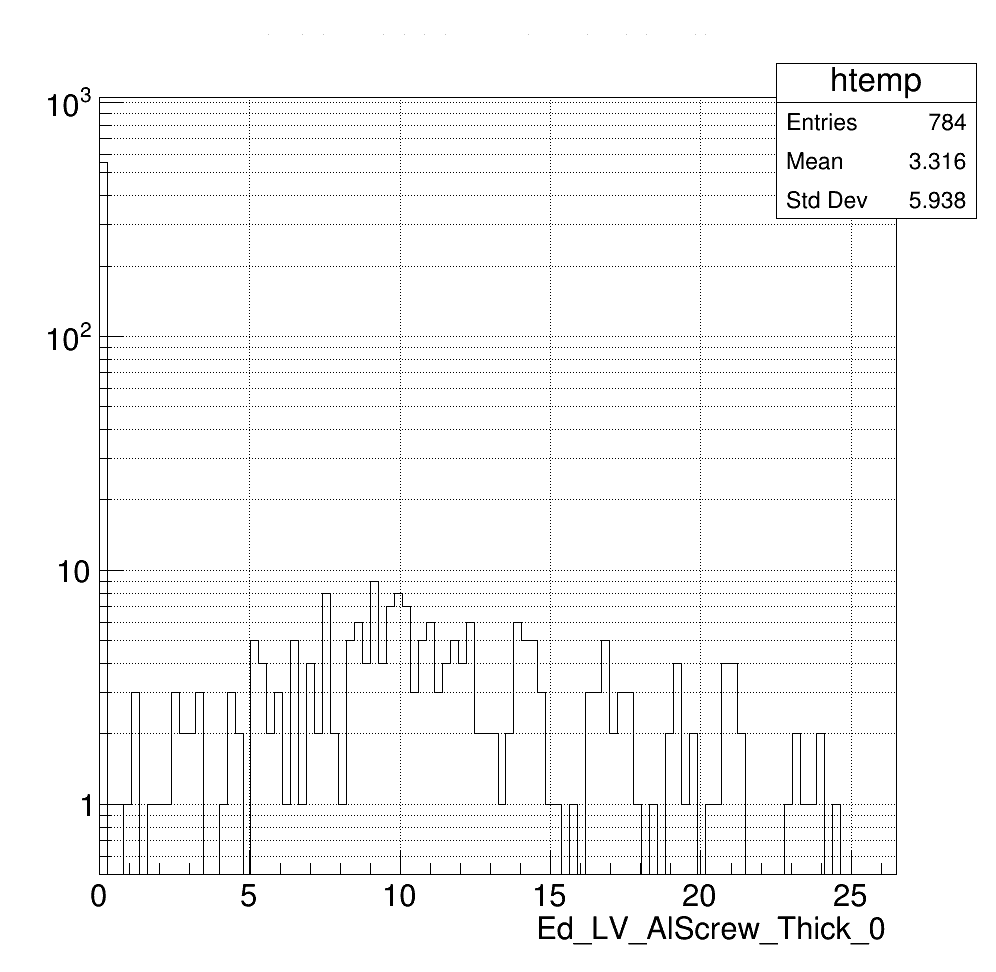 htemp
Entries 784
Mean 3.316
Std Dev 5.938
10³
10²
10
1
0 5 10 15 20 25
Ed_LV_AlScrew_Thick_0